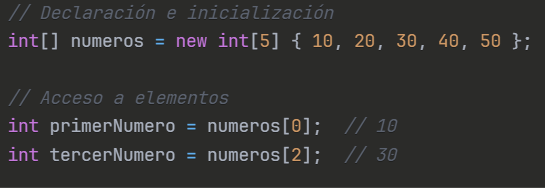 // Declaración e inicialización
int[] numeros = new int[5] { 10, 20, 30, 40, 50 };
// Acceso a elementos
int primerNumero = numeros[0];  // 10
int tercerNumero = numeros[2];  // 30